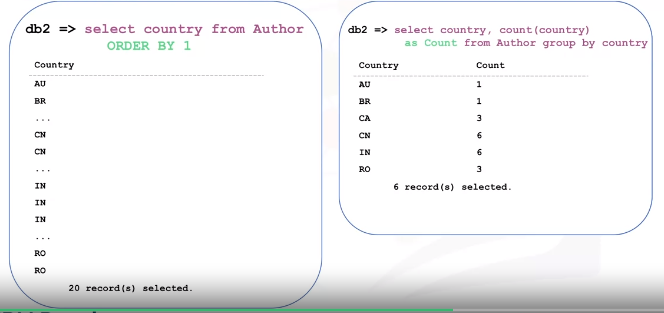 db2 => select country from Author
ORDER BY 1
Country
AU
BR
...
CN
CN
...
IN
IN
IN
...
RO
RO
20 record(s) selected.
db2 => select country, count(country)
as Count from Author group by country
Country Count
AU 1
BR 1
CA 3
CN 6
IN 6
RO 3
6 record(s) selected.